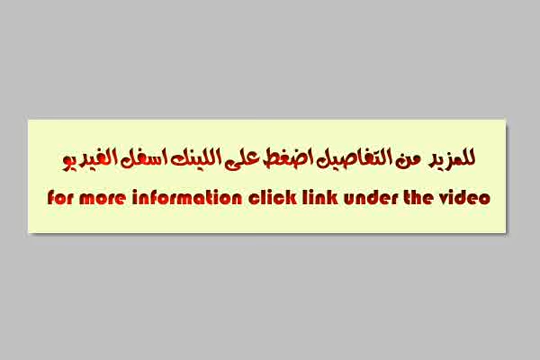 للمزيد من التفاصيل اضغط على اللينك اسفل الفيديو
for more information click link under the video